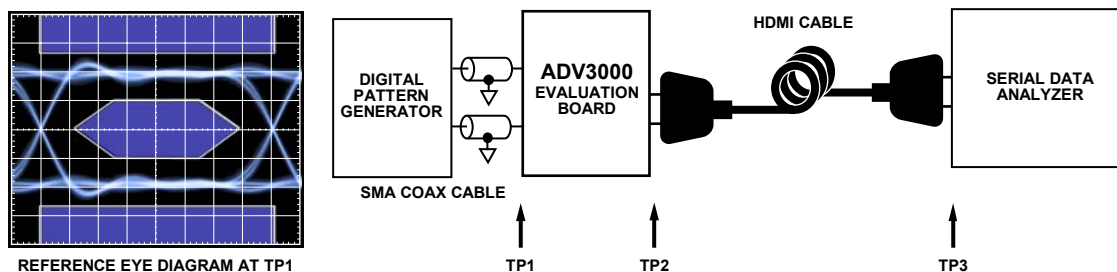 REFERENCE EYE DIAGRAM AT TP1
DIGITAL
PATTERN
GENERATOR
SMA COAX CABLE
ADV3000
EVALUATION
BOARD
HDMI CABLE
SERIAL DATA
ANALYZER
TP1
TP2
TP3